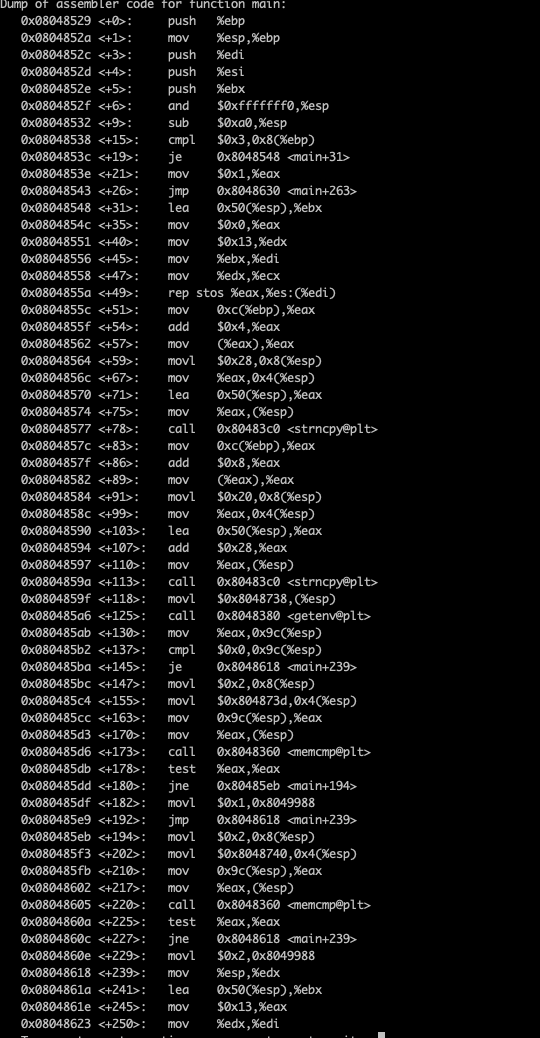 Dump of assembler code for function main:
0x08048529 <+0>: push %ebp
0x0804852a <+1>: mov %esp,%ebp
0x0804852c <+3>: push %edi
0x0804852d <+4>: push %esi
0x0804852e <+5>: push %ebx
0x0804852f <+6>: and $0xfffffff0,%esp
0x08048532 <+9>: sub $0xa0,%esp
0x08048538 <+15>: cmpl $0x3,0x8(%ebp)
0x0804853c <+19>: je 0x8048548 <main+31>
0x0804853e <+21>: mov $0x1,%eax
0x08048543 <+26>: jmp 0x8048630 <main+263>
0x08048548 <+31>: lea 0x50(%esp),%ebx
0x0804854c <+35>: mov $0x0,%eax
0x08048551 <+40>: mov $0x13,%edx
0x08048556 <+45>: mov %ebx,%edi
0x08048558 <+47>: mov %edx,%ecx
0x0804855a <+49>: rep stos %eax,%es:(%edi)
0x0804855c <+51>: mov 0xc(%ebp),%eax
0x0804855f <+54>: add $0x4,%eax
0x08048562 <+57>: mov (%eax),%eax
0x08048564 <+59>: movl $0x28,0x8(%esp)
0x0804856c <+67>: mov %eax,0x4(%esp)
0x08048570 <+71>: lea 0x50(%esp),%eax
0x08048574 <+75>: mov %eax,(%esp)
0x08048577 <+78>: call 0x80483c0 <strncpy@plt>
0x0804857c <+83>: mov 0xc(%ebp),%eax
0x0804857f <+86>: add $0x8,%eax
0x08048582 <+89>: mov (%eax),%eax
0x08048584 <+91>: movl $0x20,0x8(%esp)
0x0804858c <+99>: mov %eax,0x4(%esp)
0x08048590 <+103>: lea 0x50(%esp),%eax
0x08048594 <+107>: add $0x28,%eax
0x08048597 <+110>: mov %eax,(%esp)
0x0804859a <+113>: call 0x80483c0 <strncpy@plt>
0x0804859f <+118>: movl $0x8048738,(%esp)
0x080485a6 <+125>: call 0x8048380 <getenv@plt>
0x080485ab <+130>: mov %eax,0x9c(%esp)
0x080485b2 <+137>: cmpl $0x0,0x9c(%esp)
0x080485ba <+145>: je 0x8048618 <main+239>
0x080485bc <+147>: movl $0x2,0x8(%esp)
0x080485c4 <+155>: movl $0x804873d,0x4(%esp)
0x080485cc <+163>: mov 0x9c(%esp),%eax
0x080485d3 <+170>: mov %eax,(%esp)
0x080485d6 <+173>: call 0x8048360 <memcmp@plt>
0x080485db <+178>: test %eax,%eax
0x080485dd <+180>: jne 0x80485eb <main+194>
0x080485df <+182>: movl $0x1,0x8049988
0x080485e9 <+192>: jmp 0x8048618 <main+239>
0x080485eb <+194>: movl $0x2,0x8(%esp)
0x080485f3 <+202>: movl $0x8048740,0x4(%esp)
0x080485fb <+210>: mov 0x9c(%esp),%eax
0x08048602 <+217>: mov %eax,(%esp)
0x08048605 <+220>: call 0x8048360 <memcmp@plt>
0x0804860a <+225>: test %eax,%eax
0x0804860c <+227>: jne 0x8048618 <main+239>
0x0804860e <+229>: movl $0x2,0x8049988
0x08048618 <+239>: mov %esp,%edx
0x0804861a <+241>: lea 0x50(%esp),%ebx
0x0804861e <+245>: mov $0x13,%eax
0x08048623 <+250>: mov %edx,%edi